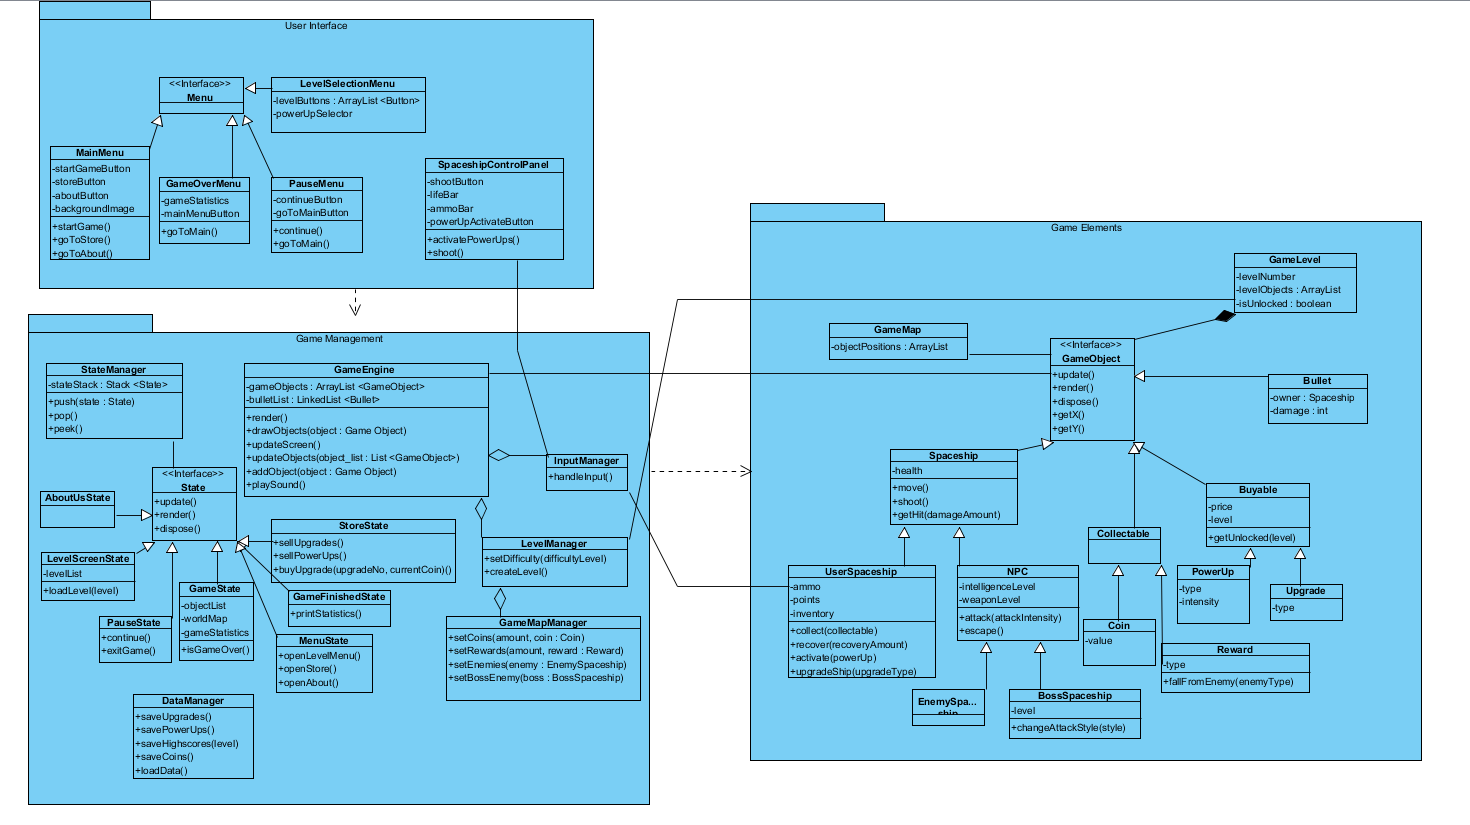 User Interface
<<Interface>>
Menu
LevelSelectionMenu
-levelButtons : ArrayList <Button>
-powerUpSelector
MainMenu
-startGameButton
-storeButton
-aboutButton
-backgroundImage
+startGame()
+goToStore()
+goToAbout()
GameOverMenu
-gameStatistics
-mainMenuButton
+goToMain()
PauseMenu
-continueButton
-goToMainButton
+continue()
+goToMain()
SpaceshipControlPanel
-shootButton
-lifeBar
-ammoBar
-powerUpActivateButton
+activatePowerUps()
+shoot()
Game Management
StateManager
-stateStack : Stack <State>
+push(state : State)
+pop()
+peek()
GameEngine
-gameObjects : ArrayList <GameObject>
-bulletList : LinkedList <Bullet>
+render()
+drawObjects(object : Game Object)
+updateScreen()
+updateObjects(object_list : List <GameObject>)
+addObject(object : Game Object)
+playSound()
InputManager
+handleInput()
<<Interface>>
State
+update()
+render()
+dispose()
AboutUsState
LevelScreenState
-levelList
+loadLevel(level)
StoreState
+sellUpgrades()
+sellPowerUps()
+buyUpgrade(upgradeNo, currentCoin)()
LevelManager
+setDifficulty(difficultyLevel)
+createLevel()
PauseState
+continue()
+exitGame()
GameState
-objectList
-worldMap
-gameStatistics
+isGameOver()
GameFinishedState
+printStatistics()
MenuState
+openLevelMenu()
+openStore()
+openAbout()
GameMapManager
+setCoins(amount, coin : Coin)
+setRewards(amount, reward : Reward)
+setEnemies(enemy : EnemySpaceship)
+setBossEnemy(boss : BossSpaceship)
DataManager
+saveUpgrades()
+savePowerUps()
+saveHighscores(level)
+saveCoins()
+loadData()
Game Elements
GameLevel
-levelNumber
-levelObjects : ArrayList
-isUnlocked : boolean
GameMap
-objectPositions : ArrayList
<<Interface>>
GameObject
+update()
+render()
+dispose()
+getX()
+getY()
Bullet
-owner : Spaceship
-damage : int
Spaceship
-health
+move()
+shoot()
+getHit(damageAmount)
Buyable
-price
-level
+getUnlocked(level)
Collectable
UserSpaceship
-ammo
-points
-inventory
+collect(collectable)
+recover(recoveryAmount)
+activate(powerUp)
+upgradeShip(upgradeType)
NPC
-intelligenceLevel
-weaponLevel
+attack(attackIntensity)
+escape()
PowerUp
-type
-intensity
Upgrade
-type
Coin
-value
Reward
-type
+fallFromEnemy(enemyType)
EnemySpa...
ship
BossSpaceship
-level
+changeAttackStyle(style)